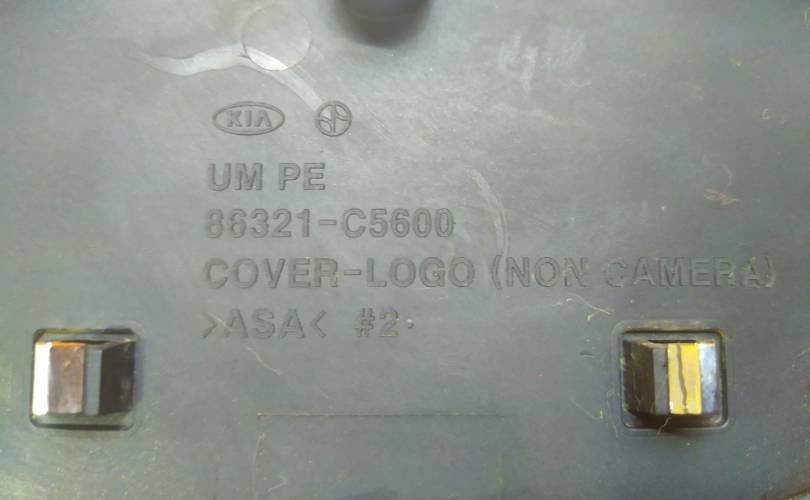 KIA
UM PE
86321-C5600
COVER-LOGO (NON CAMERA)
>ASA< #2